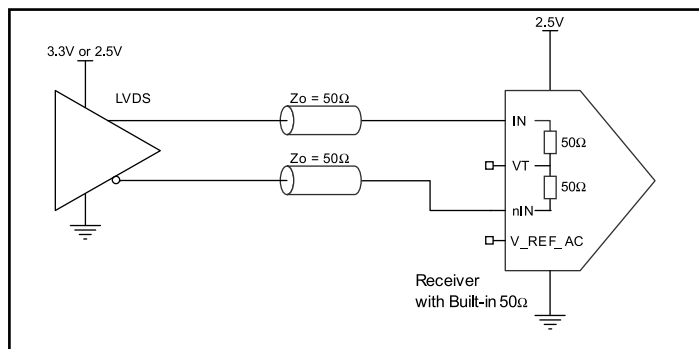 3.3V or 2.5V
LVDS
Zo = 50Ω
Zo = 50Ω
2.5V
IN
50Ω
VT
50Ω
nIN
V_REF_AC
Receiver
with Built-in 50Ω